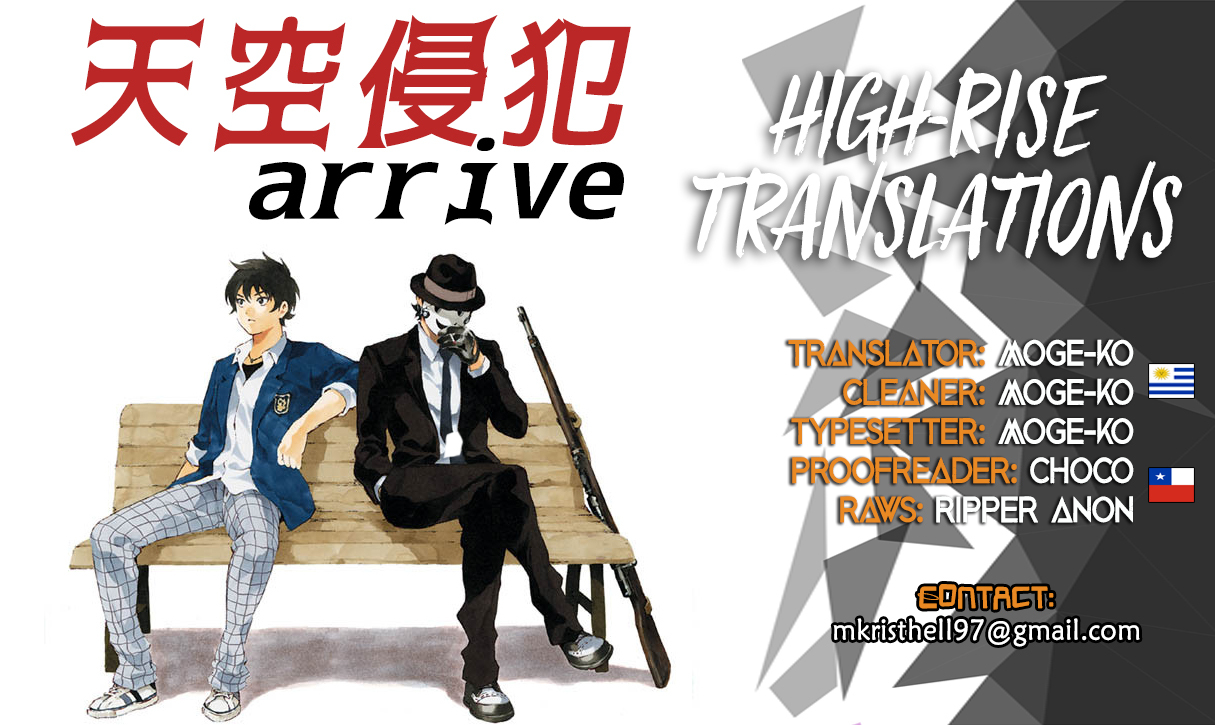 天空侵犯
arrive
HIGH-RISE
TRANSLATIONS
TRANSLATOR: MOGE-KO
CLEANER: MOGE-KO
TYPESETTER: MOGE-KO
PROOFREADER: CHOCO
RAWS: RIPPER ANON
CONTACT:
mkristhell97@gmail.com